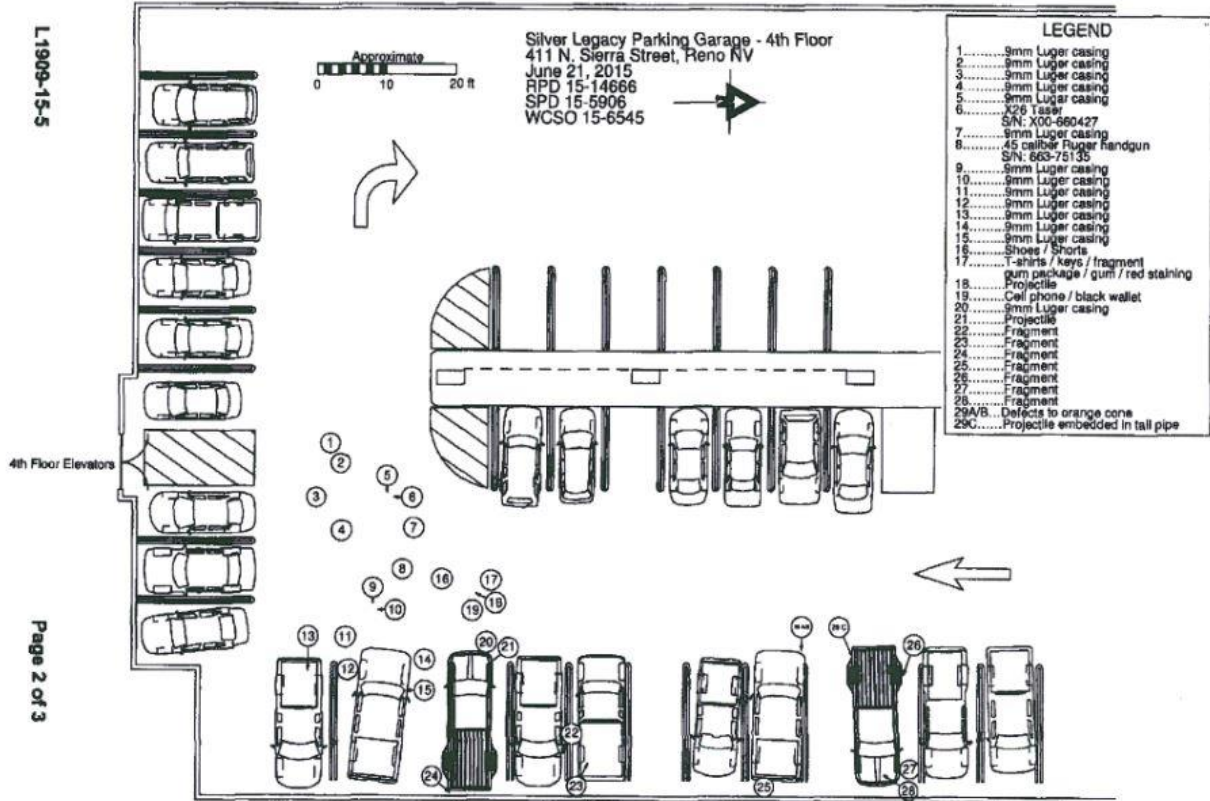 L1909-15-5
Page 2 of 3
Approximate
0 10 20 ft
Silver Legacy Parking Garage - 4th Floor
411 N. Sierra Street, Reno NV
June 21, 2015
RPD 15-14666
SPD 15-5906
WCSO 15-6545
N
LEGEND
1..........9mm Luger casing
2..........9mm Luger casing
3..........9mm Luger casing
4..........9mm Luger casing
5..........9mm Luger casing
6..........X26 Taser
S/N: X00-660427
7..........9mm Luger casing
8..........45 caliber Ruger handgun
S/N: 663-75135
9..........9mm Luger casing
10.........9mm Luger casing
11.........9mm Luger casing
12.........9mm Luger casing
13.........9mm Luger casing
14.........9mm Luger casing
15.........9mm Luger casing
16.........Shoes / Shorts
17.........T-shirts / keys / fragment
gum package / gum / red staining
18.........Projectile
19.........Cell phone / black wallet
20.........9mm Luger casing
21.........Projectile
22.........Fragment
23.........Fragment
24.........Fragment
25.........Fragment
26.........Fragment
27.........Fragment
28.........Fragment
29A/B....Defects to orange cone
29C.......Projectile embedded in tail pipe
4th Floor Elevators
1
2
3
4
5
6
7
8
9
10
11
12
13
14
15
16
17
18
19
20
21
22
23
24
25
26
27
28
29 C